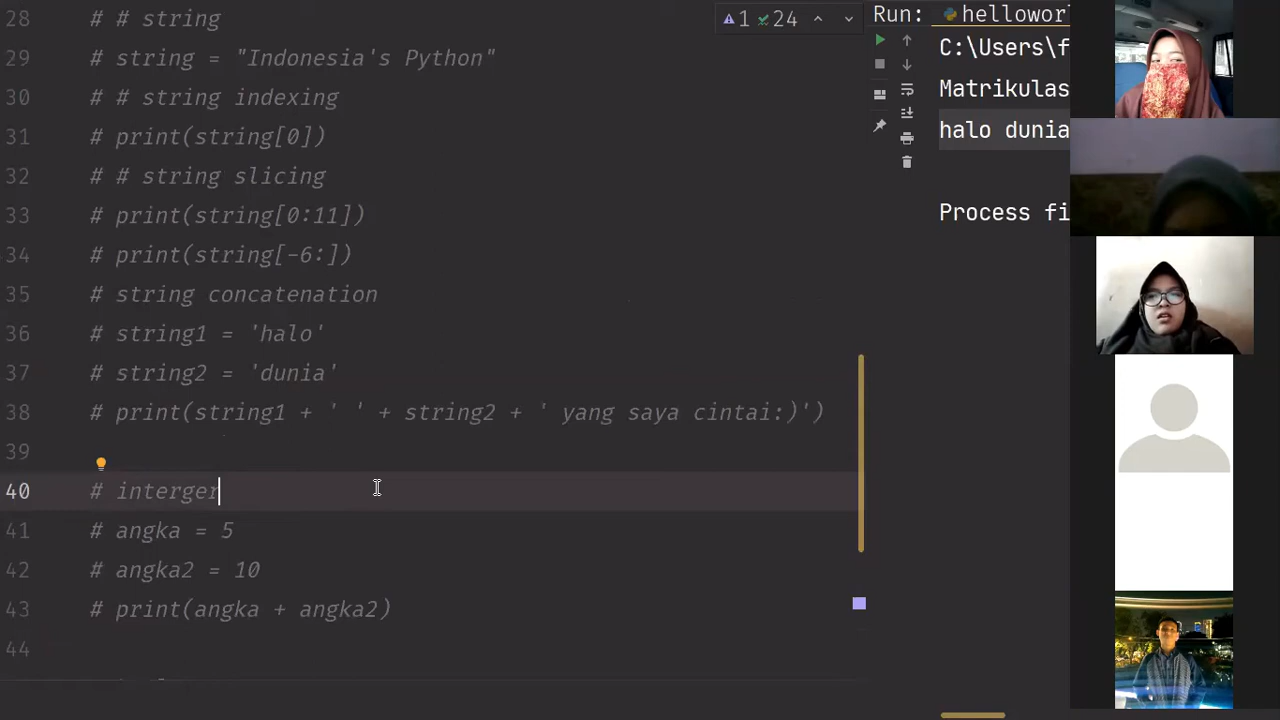 28 # # string
29 # string = "Indonesia's Python"
30 # # string indexing
31 # print(string[0])
32 # # string slicing
33 # print(string[0:11])
34 # print(string[-6:])
35 # string concatenation
36 # string1 = 'halo'
37 # string2 = 'dunia'
38 # print(string1 + ' ' + string2 + ' yang saya cintai:)')
39
40 # interger
41 # angka = 5
42 # angka2 = 10
43 # print(angka + angka2)
44
1 24
Run: helloworl
C:\Users\f
Matrikulas
halo dunia
Process fi